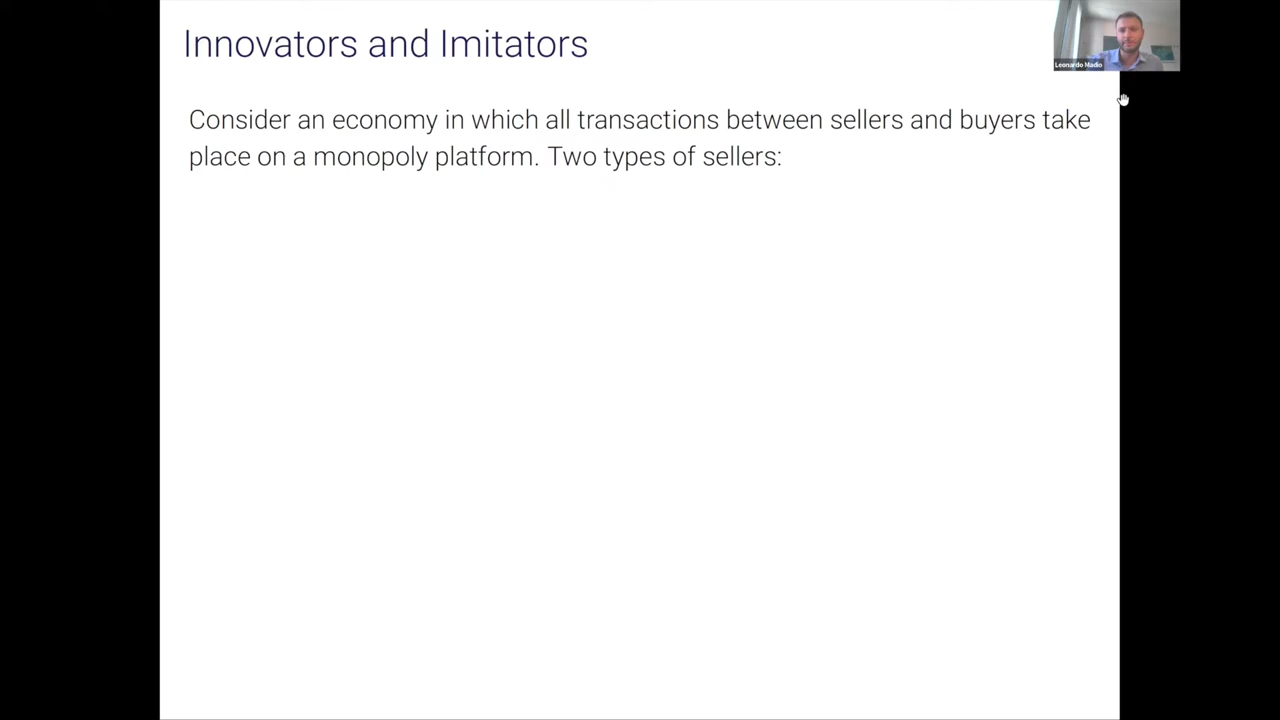 Innovators and Imitators
Leonardo Madio
Consider an economy in which all transactions between sellers and buyers take
place on a monopoly platform. Two types of sellers: